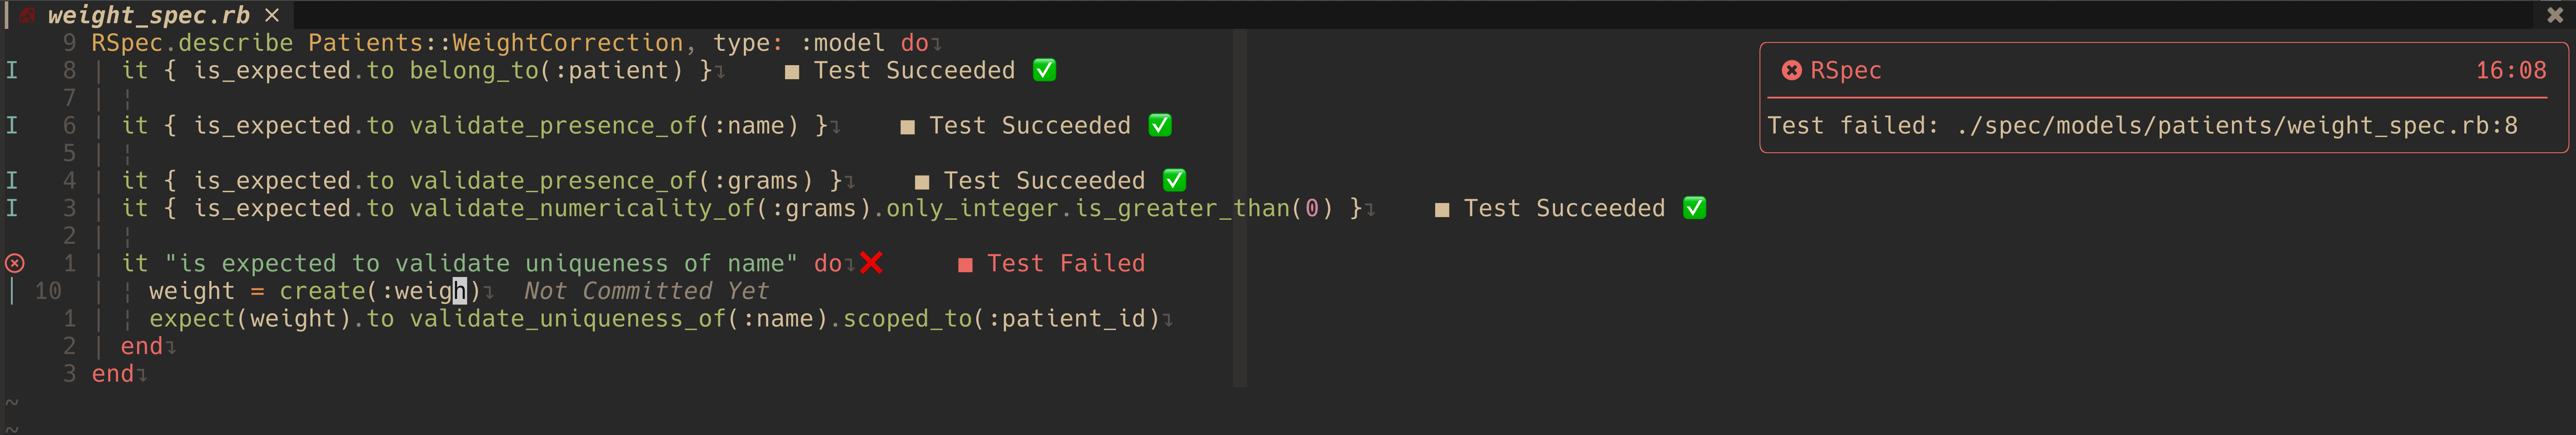 weight_spec.rb ×
9 RSpec.describe Patients::WeightCorrection, type: :model do
I 8 it { is_expected.to belong_to(:patient) } ■ Test Succeeded ✅
7
I 6 it { is_expected.to validate_presence_of(:name) } ■ Test Succeeded ✅
5
I 4 it { is_expected.to validate_presence_of(:grams) } ■ Test Succeeded ✅
I 3 it { is_expected.to validate_numericality_of(:grams).only_integer.is_greater_than(0) } ■ Test Succeeded ✅
2
1 it "is expected to validate uniqueness of name" do❌ ■ Test Failed
10 weight = create(:weigh) Not Committed Yet
1 expect(weight).to validate_uniqueness_of(:name).scoped_to(:patient_id)
2 end
3 end
~
~
RSpec 16:08
Test failed: ./spec/models/patients/weight_spec.rb:8